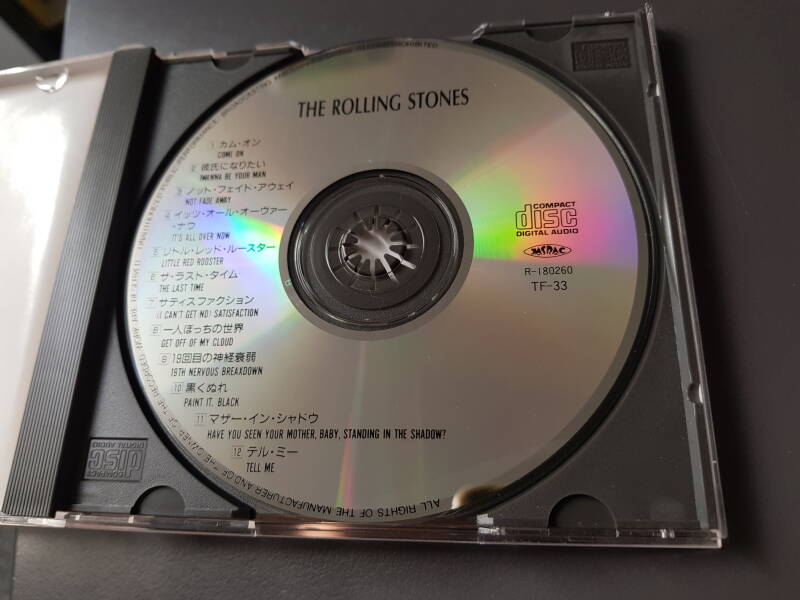 THE ROLLING STONES
1 カム・オン
COME ON
2 彼氏になりたい
IWANNA BE YOUR MAN
3 ノット・フェイド・アウェイ
NOT FADE AWAY
4 イッツ・オール・オーヴァー
・ナウ
IT'S ALL OVER NOW
5 リトル・レッド・ルースター
LITTLE RED ROOSTER
6 ザ・ラスト・タイム
THE LAST TIME
7 サティスファクション
(I CAN'T GET NO) SATISFACTION
8 一人ぼっちの世界
GET OFF OF MY CLOUD
9 19回目の神経衰弱
19TH NERVOUS BREAKDOWN
10 黒くぬれ
PAINT IT. BLACK
11 マザー・イン・シャドウ
HAVE YOU SEEN YOUR MOTHER, BABY, STANDING IN THE SHADOW?
12 テル・ミー
TELL ME
COMPACT
disc
DIGITAL AUDIO
R-180260
TF-33
ALL RIGHTS OF THE MANUFACTURER AND OF THE OWNER OF THE RECORDED
PUBLIC PERFORMANCE, BROADCASTING
COMPACT
disc
DIGITAL AUDIO